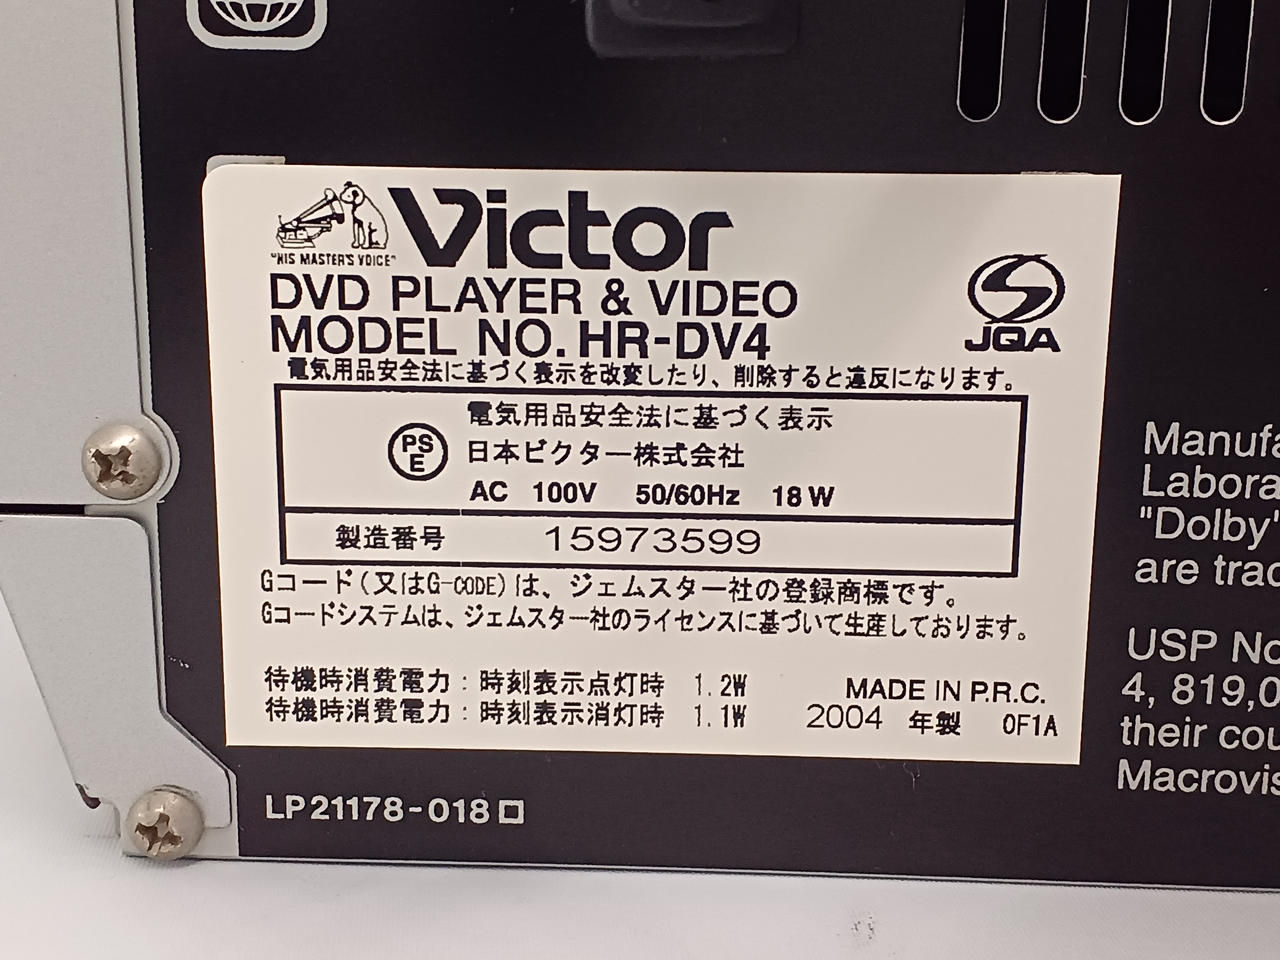 "HIS MASTER'S VOICE"
Victor
DVD PLAYER & VIDEO
MODEL NO. HR-DV4
JQA
電気用品安全法に基づく表示を改変したり、削除すると違反になります。
電気用品安全法に基づく表示
PS
E
日本ビクター株式会社
AC 100V 50/60Hz 18W
製造番号 15973599
Gコード(又はG-CODE)は、ジェムスター社の登録商標です。
Gコードシステムは、ジェムスター社のライセンスに基づいて生産しております。
待機時消費電力:時刻表示点灯時 1.2W
待機時消費電力:時刻表示消灯時 1.1W
MADE IN P.R.C.
2004 年製 0F1A
LP21178-018
Manufa
Labora
"Dolby"
are trad
USP No
4, 819,0
their cou
Macrovis